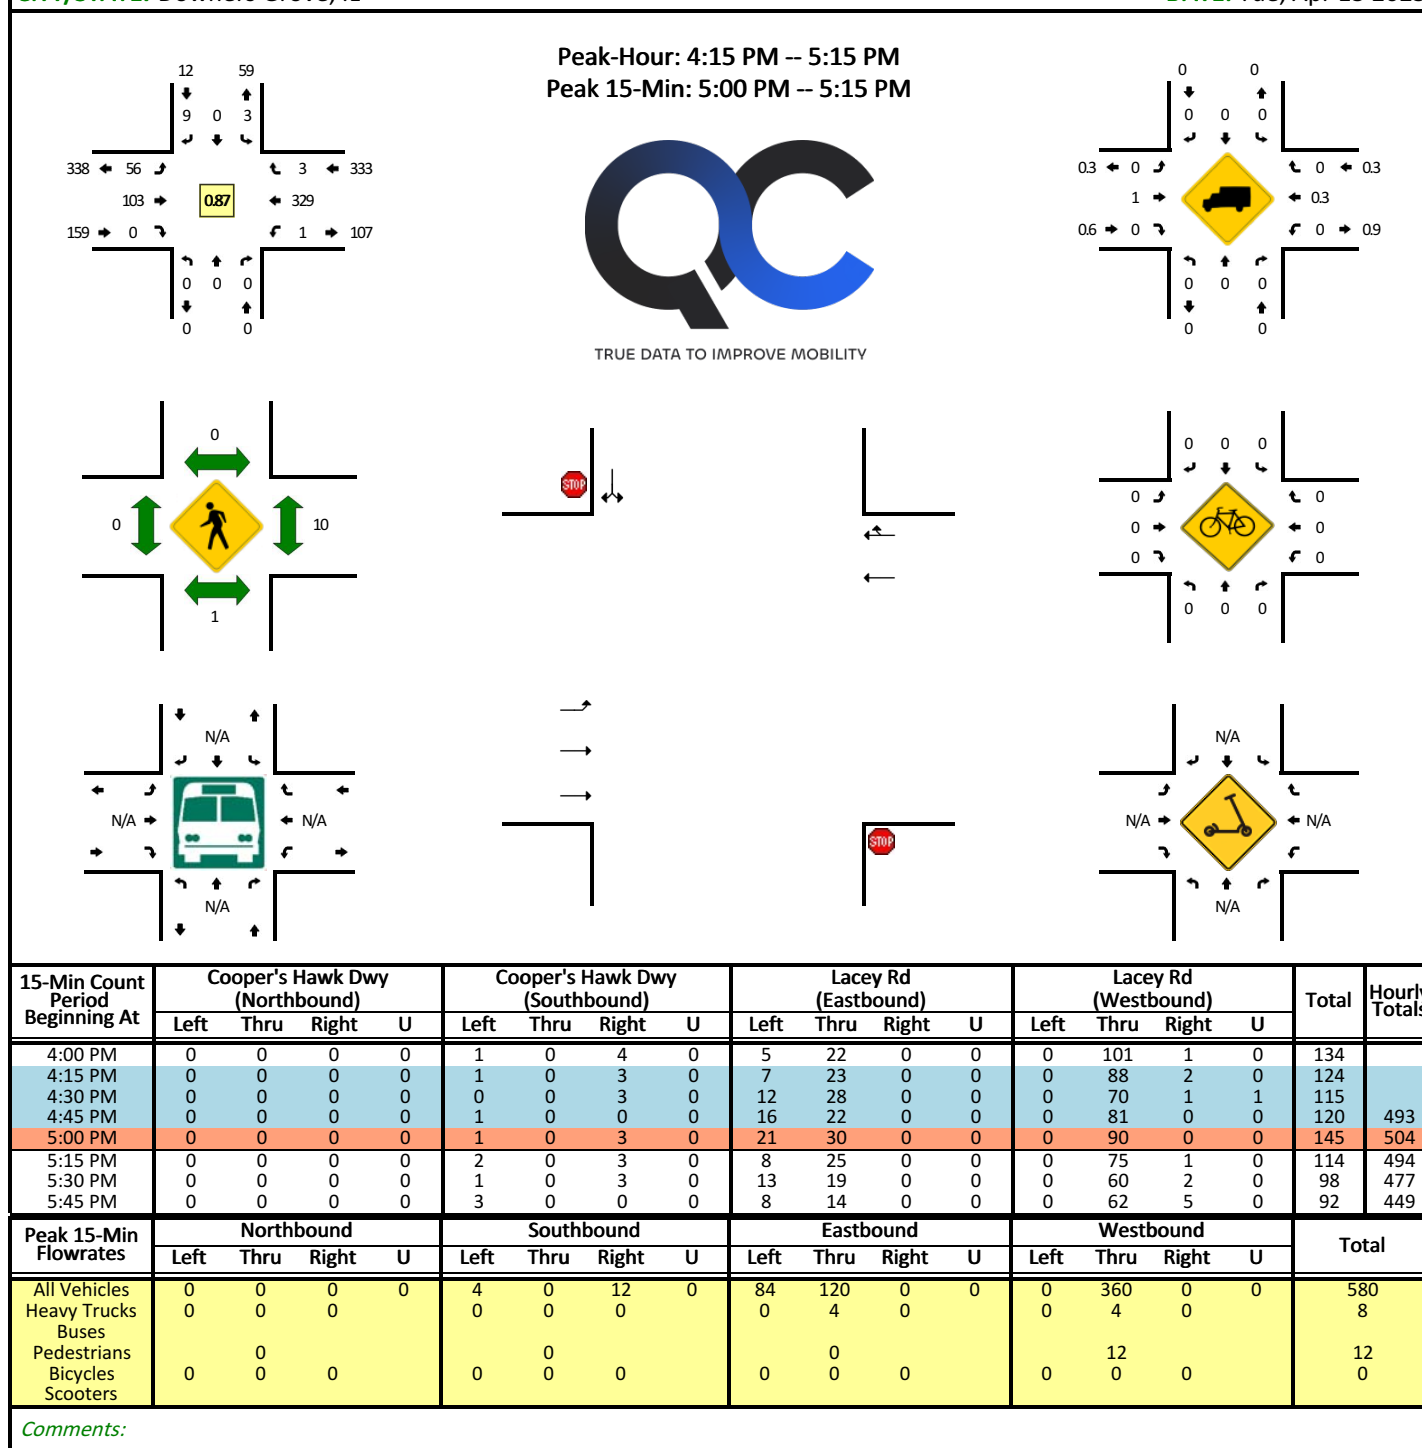 Peak-Hour: 4:15 PM -- 5:15 PM
Peak 15-Min: 5:00 PM -- 5:15 PM
12 59
9 0 3
338 56 3 333
103 0.87 329
159 0 1 107
0 0 0
0 0
TRUE DATA TO IMPROVE MOBILITY
0 0
0 0 0
0.3 0 0 0.3
1 0.3
0.6 0 0 0.9
0 0 0
0 0
0
0 10
1
STOP
STOP
0 0 0
0 0
0 0
0 0
0 0 0
N/A
N/A N/A
N/A
N/A
N/A N/A
N/A
15-Min Count Period Beginning At Cooper's Hawk Dwy (Northbound) Cooper's Hawk Dwy (Southbound) Lacey Rd (Eastbound) Lacey Rd (Westbound) Total Hourly Totals
Left Thru Right U Left Thru Right U Left Thru Right U Left Thru Right U
4:00 PM 0 0 0 0 1 0 4 0 5 22 0 0 0 101 1 0 134
4:15 PM 0 0 0 0 1 0 3 0 7 23 0 0 0 88 2 0 124
4:30 PM 0 0 0 0 0 0 3 0 12 28 0 0 0 70 1 1 115
4:45 PM 0 0 0 0 1 0 0 0 16 22 0 0 0 81 0 0 120 493
5:00 PM 0 0 0 0 1 0 3 0 21 30 0 0 0 90 0 0 145 504
5:15 PM 0 0 0 0 2 0 3 0 8 25 0 0 0 75 1 0 114 494
5:30 PM 0 0 0 0 1 0 3 0 13 19 0 0 0 60 2 0 98 477
5:45 PM 0 0 0 0 3 0 0 0 8 14 0 0 0 62 5 0 92 449
Peak 15-Min Flowrates Northbound Southbound Eastbound Westbound Total
Left Thru Right U Left Thru Right U Left Thru Right U Left Thru Right U
All Vehicles 0 0 0 0 4 0 12 0 84 120 0 0 0 360 0 0 580
Heavy Trucks 0 0 0 0 0 0 0 4 0 0 4 0 8
Buses
Pedestrians 0 0 0 12 12
Bicycles 0 0 0 0 0 0 0 0 0 0 0 0 0
Scooters
Comments: